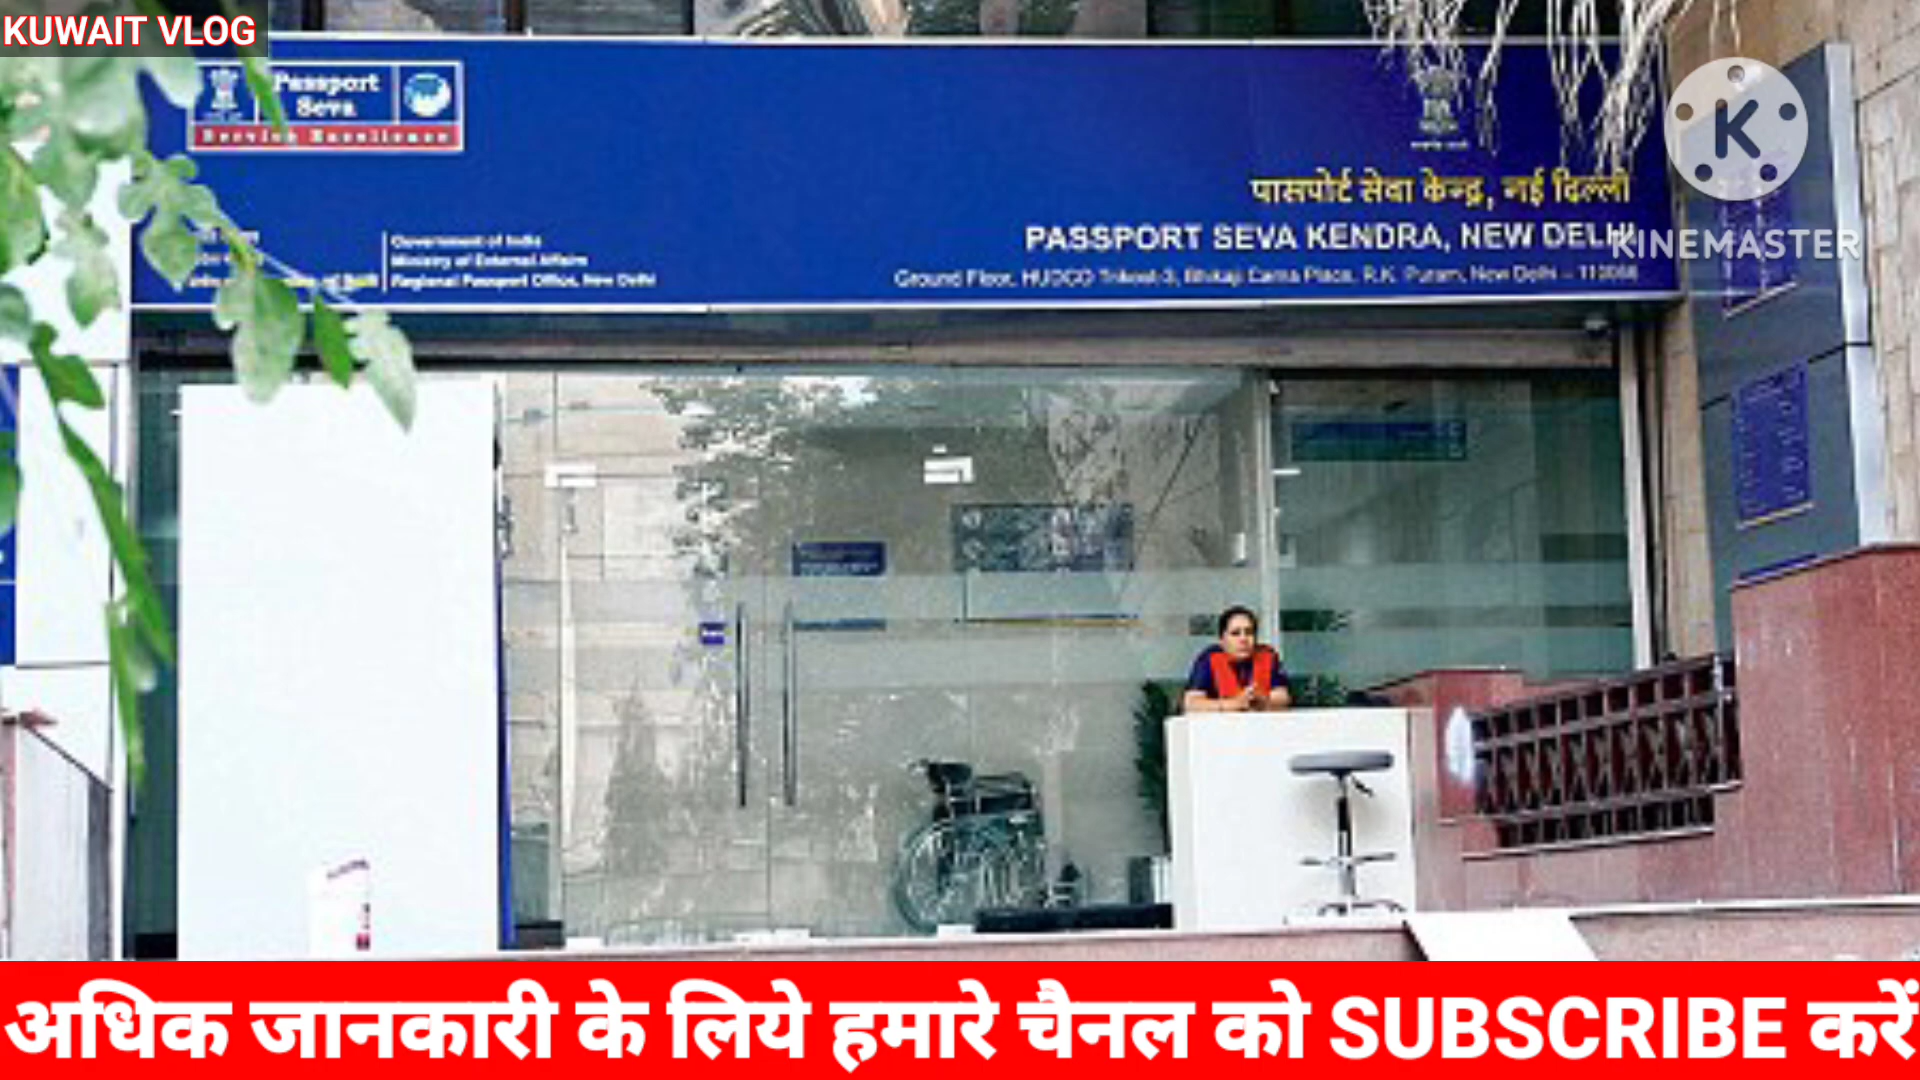 KUWAIT VLOG
Passport
Seva
Service Excellence
पासपोर्ट सेवा केन्द्र, नई दिल्ली
PASSPORT SEVA KENDRA, NEW DELHI
KINEMASTER
Government of India
Ministry of External Affairs
Regional Passport Office, New Delhi
Ground Floor, HUDCO Trikoot-3, Bhikaji Cama Place, R.K. Puram, New Delhi – 110066
अधिक जानकारी के लिये हमारे चैनल को SUBSCRIBE करें